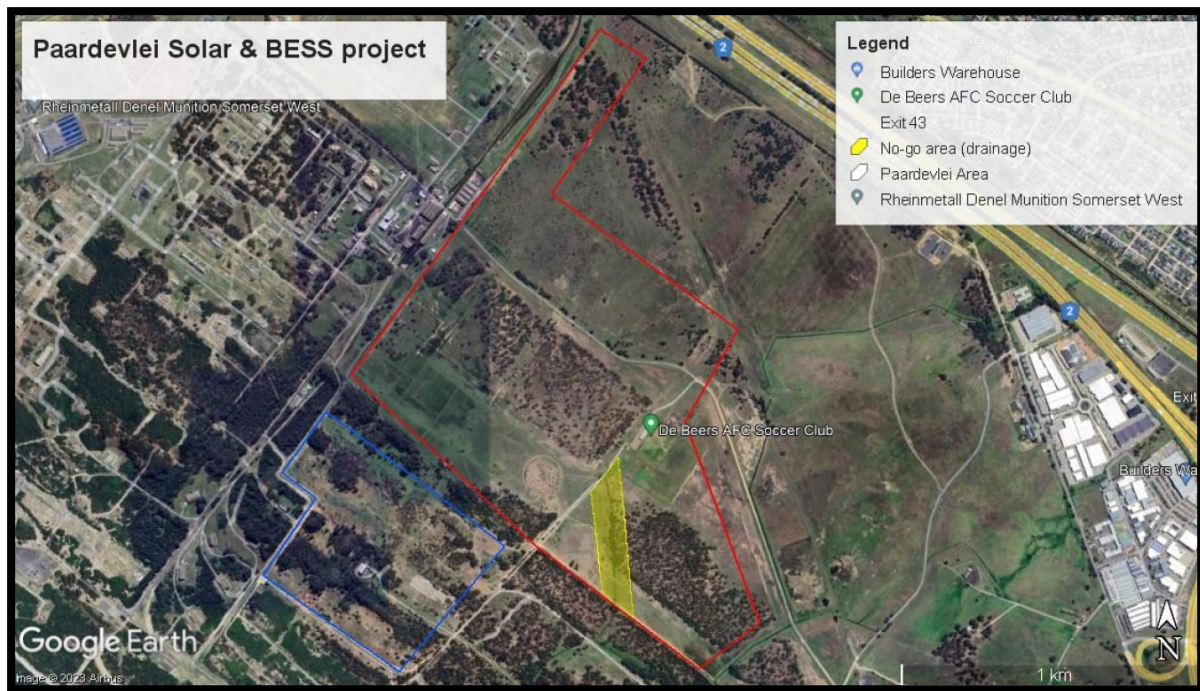 Paardevlei Solar & BESS project
Rheinmetall Denel Munition Somerset West
Legend
Builders Warehouse
De Beers AFC Soccer Club
Exit 43
No-go area (drainage)
Paardevlei Area
Rheinmetall Denel Munition Somerset West
2
2
Exit
De Beers AFC Soccer Club
Builders Wa
Google Earth
Image © 2023 Airbus
1 km
N